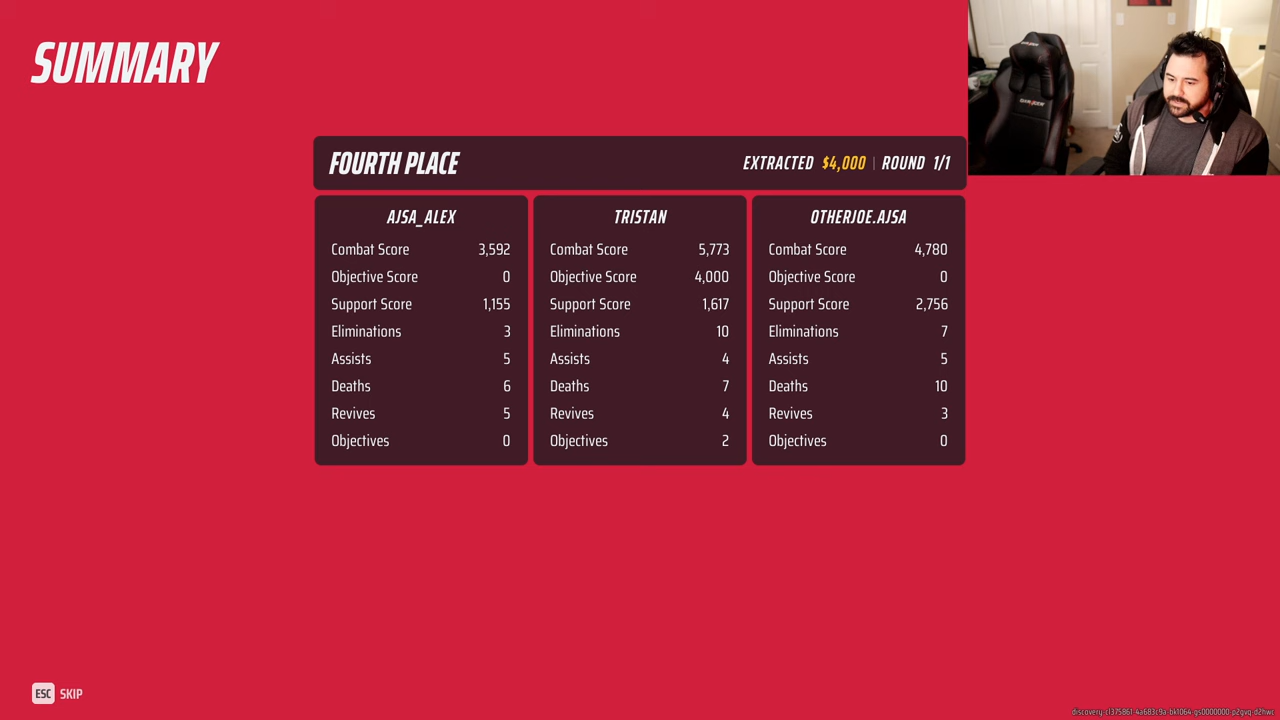 SUMMARY
FOURTH PLACE
EXTRACTED $4,000 | ROUND 1/1
AJSA_ALEX
Combat Score 3,592
Objective Score 0
Support Score 1,155
Eliminations 3
Assists 5
Deaths 6
Revives 5
Objectives 0
TRISTAN
Combat Score 5,773
Objective Score 4,000
Support Score 1,617
Eliminations 10
Assists 4
Deaths 7
Revives 4
Objectives 2
OTHERJOE.AJSA
Combat Score 4,780
Objective Score 0
Support Score 2,756
Eliminations 7
Assists 5
Deaths 10
Revives 3
Objectives 0
ESC SKIP